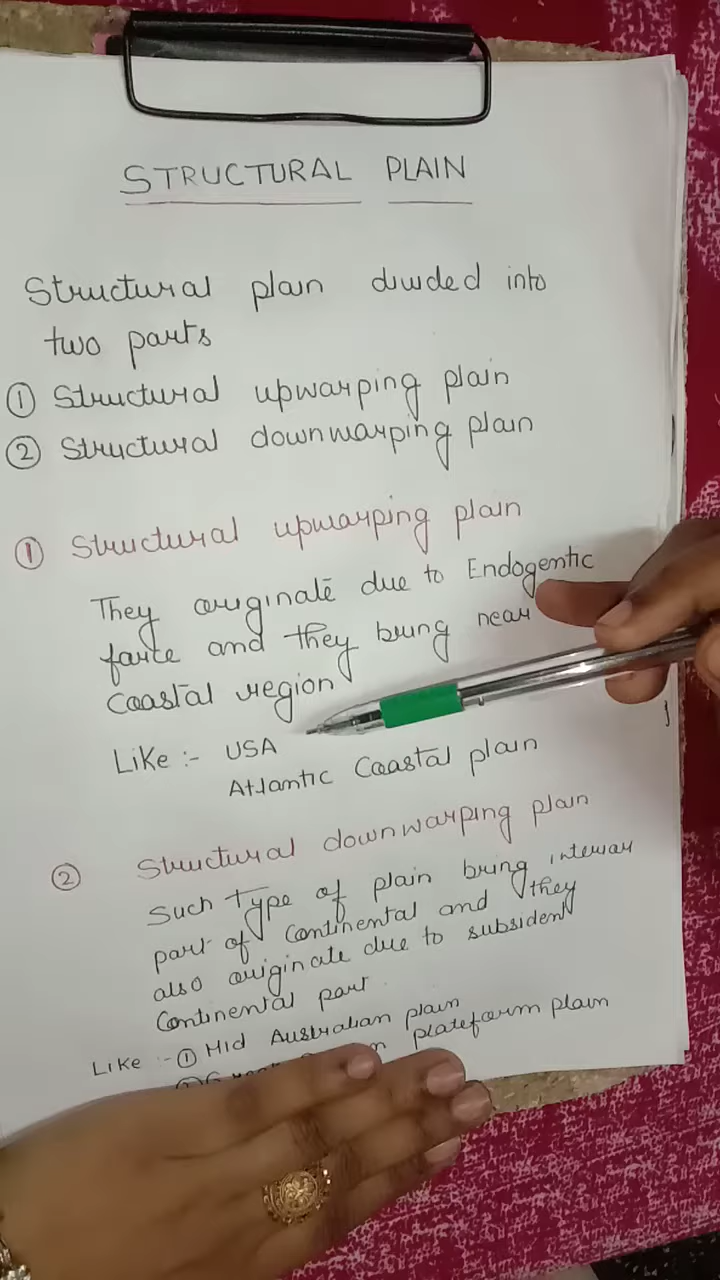 STRUCTURAL PLAIN
Structural plain divided into
two parts
① Structural upwarping plain
② Structural downwarping plain
① Structural upwarping plain
They originate due to Endogentic
farte and they bring near
Coastal region
Like :- USA
Atlantic Coastal plain
② Structural downwarping plain
Such Type of plain bring interior
part of Continental and they
also originate due to subsident
Continental part
Like :- ① Mid Australian plain
plateform plain